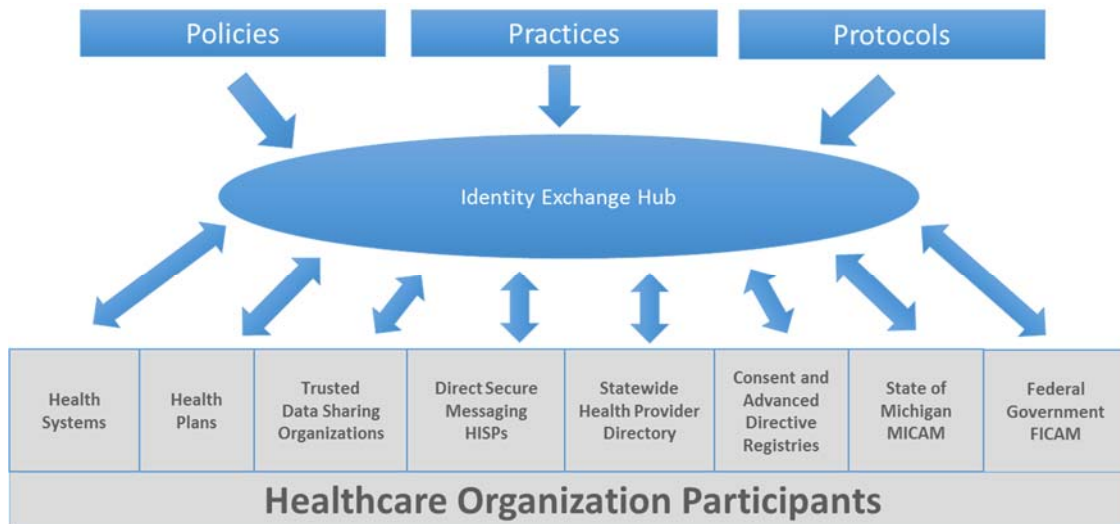 Policies
Practices
Protocols
Identity Exchange Hub
Health
Systems
Health
Plans
Trusted
Data Sharing
Organizations
Direct Secure
Messaging
HISPs
Statewide
Health Provider
Directory
Consent and
Advanced
Directive
Registries
State of
Michigan
MICAM
Federal
Government
FICAM
Healthcare Organization Participants